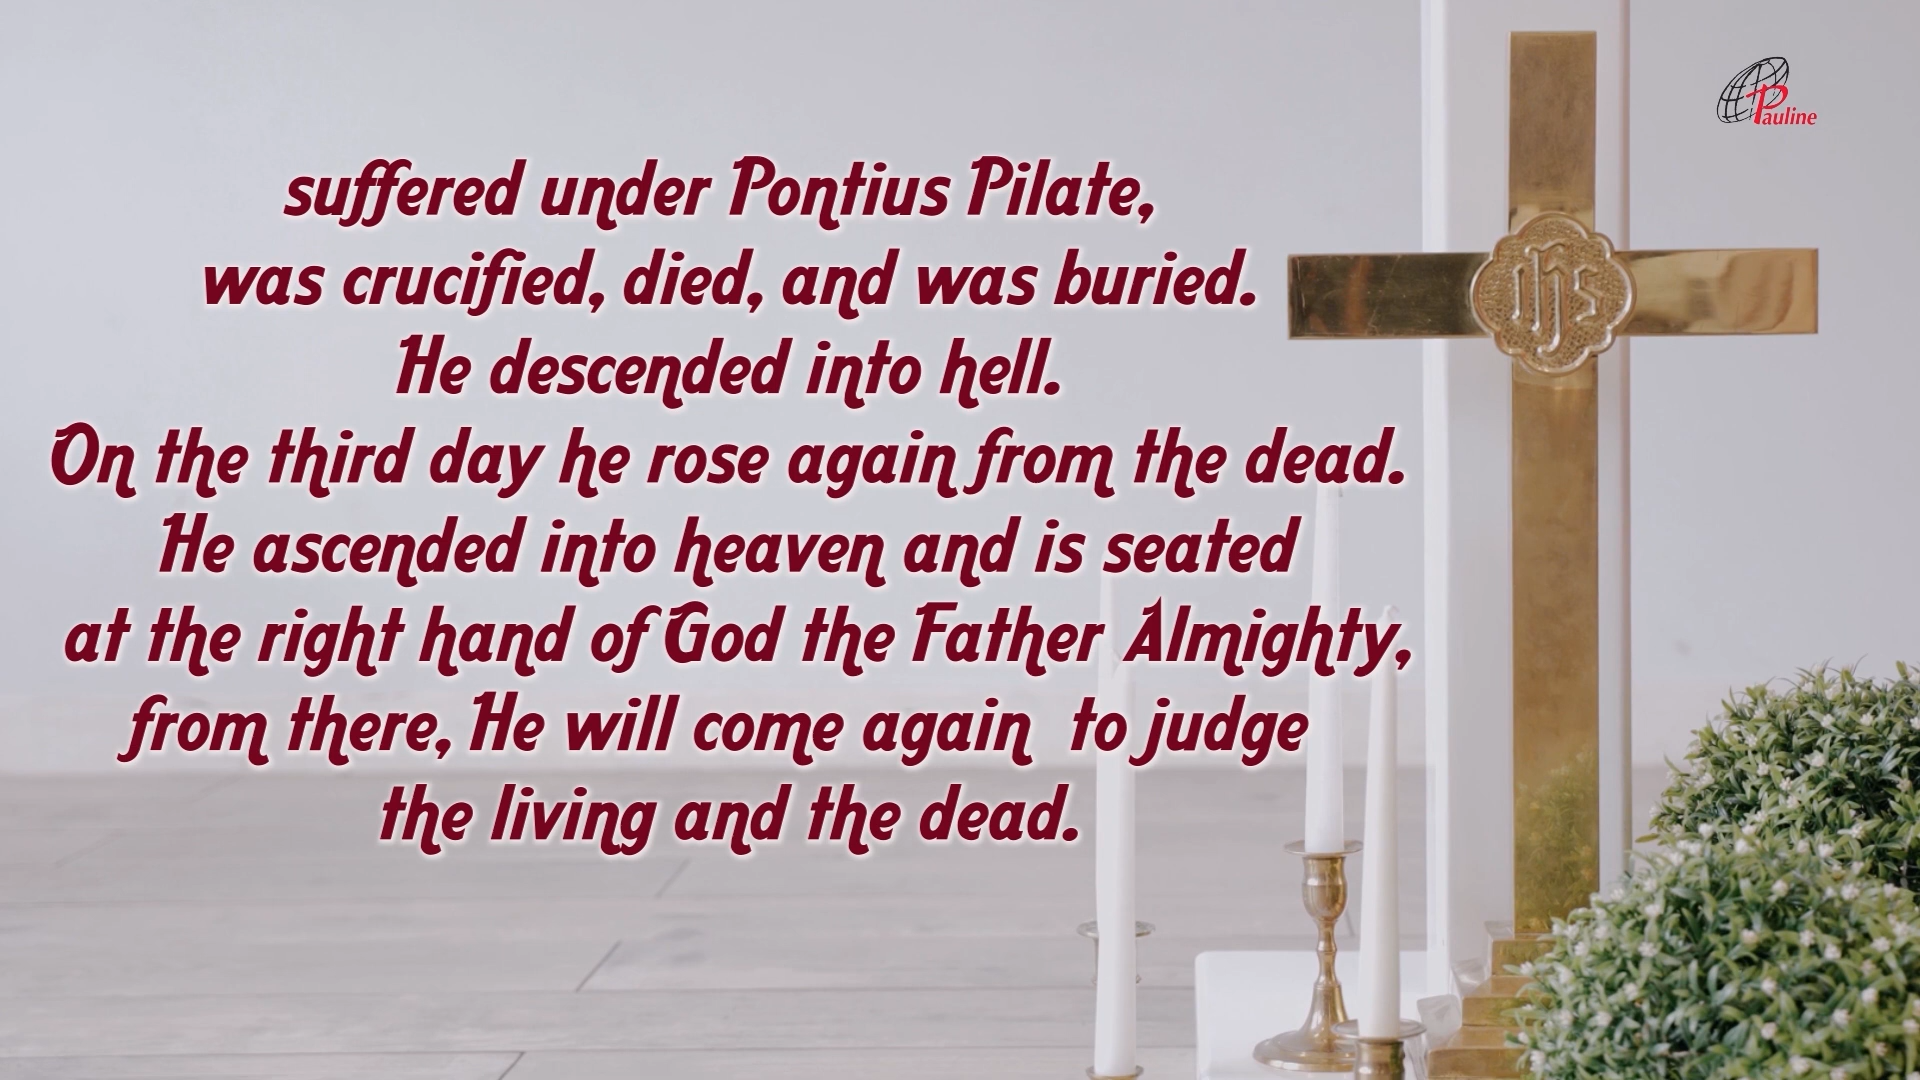 Pauline
suffered under Pontius Pilate,
was crucified, died, and was buried.
He descended into hell.
On the third day he rose again from the dead.
He ascended into heaven and is seated
at the right hand of God the Father Almighty,
from there, He will come again to judge
the living and the dead.
ihs